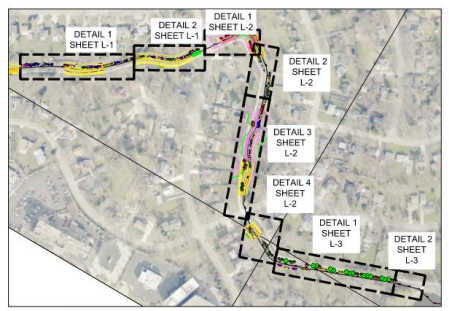 DETAIL 1
SHEET L-1
DETAIL 2
SHEET L-1
DETAIL 1
SHEET
L-2
DETAIL 2
SHEET
L-2
DETAIL 3
SHEET
L-2
DETAIL 4
SHEET
L-2
DETAIL 1
SHEET
L-3
DETAIL 2
SHEET
L-3